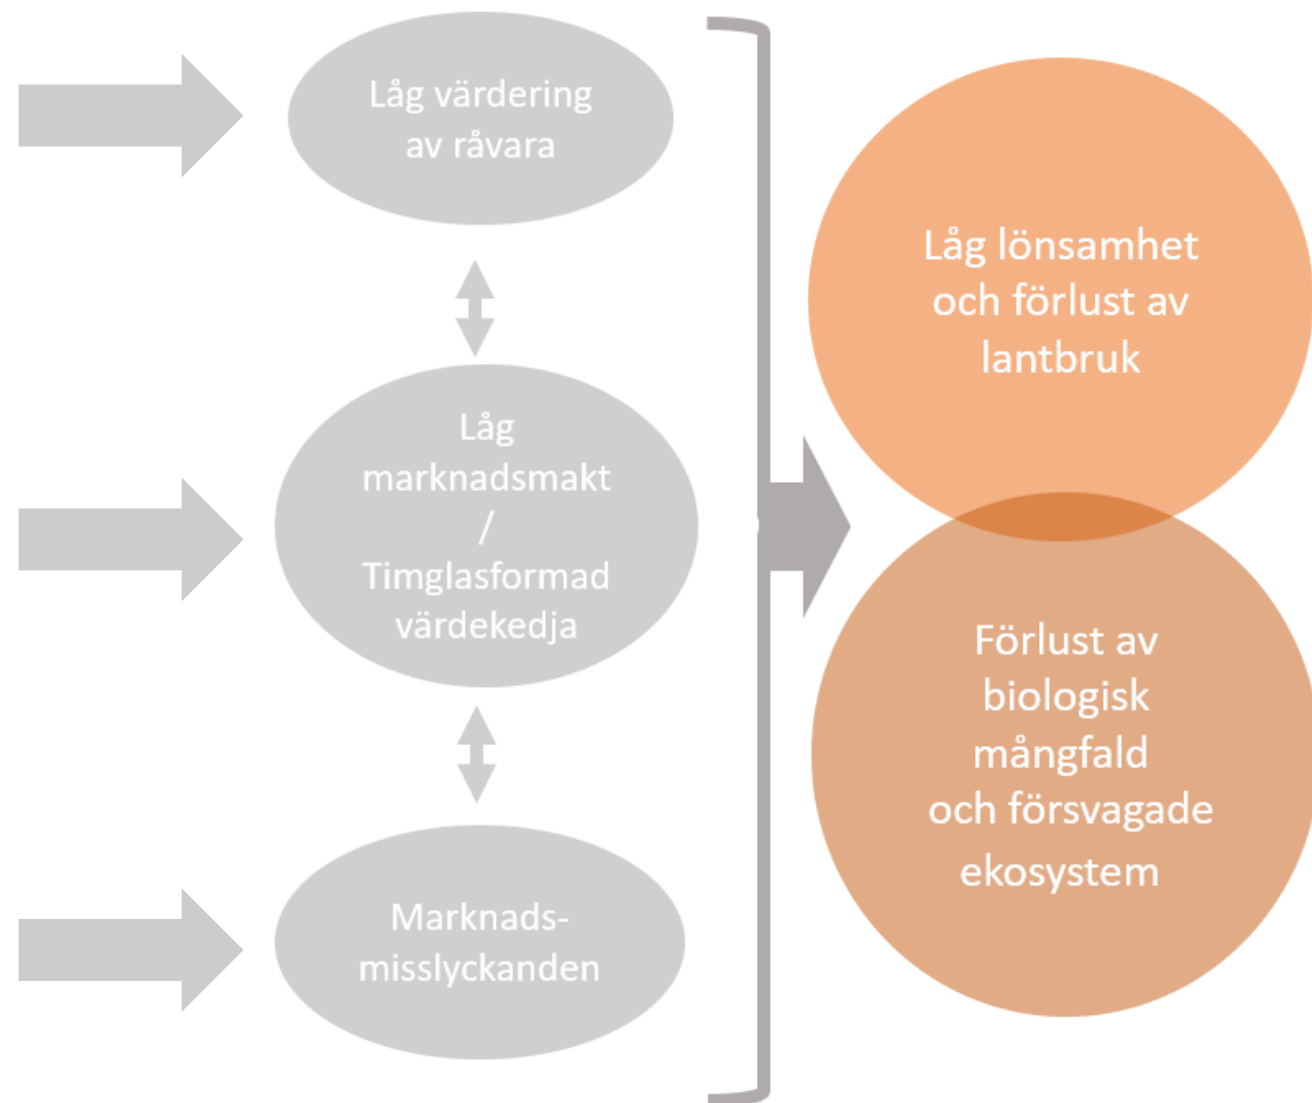 Låg värdering
av råvara
Låg
marknadsmakt
/
Timglasformad
värdekedja
Marknads-
misslyckanden
Låg lönsamhet
och förlust av
lantbruk
Förlust av
biologisk
mångfald
och försvagade
ekosystem